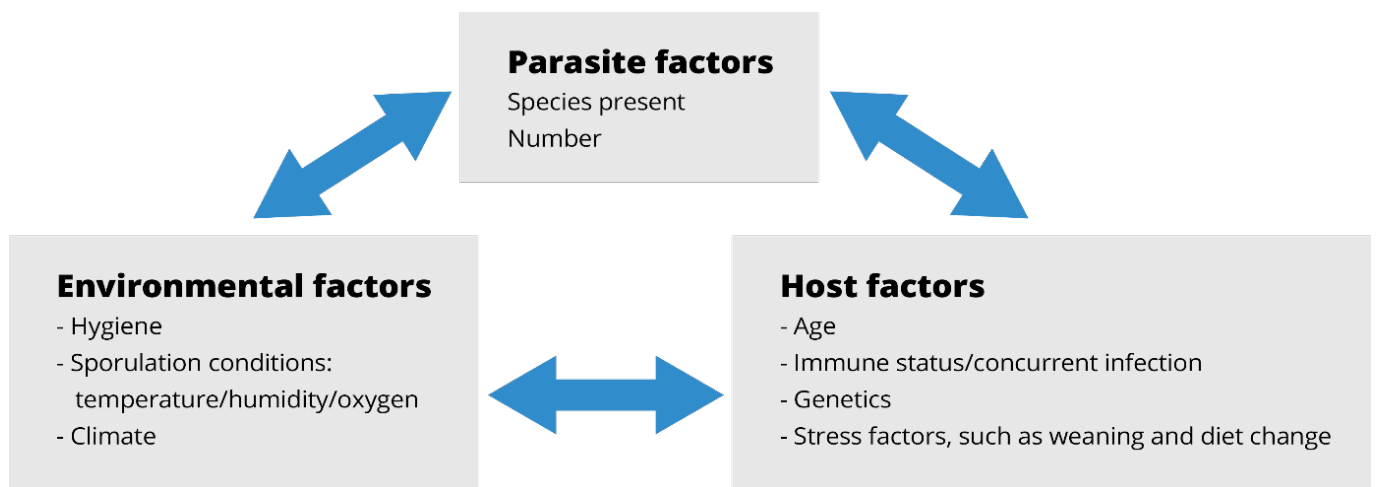 Parasite factors
Species present
Number
Environmental factors
- Hygiene
- Sporulation conditions:
temperature/humidity/oxygen
- Climate
Host factors
- Age
- Immune status/concurrent infection
- Genetics
- Stress factors, such as weaning and diet change